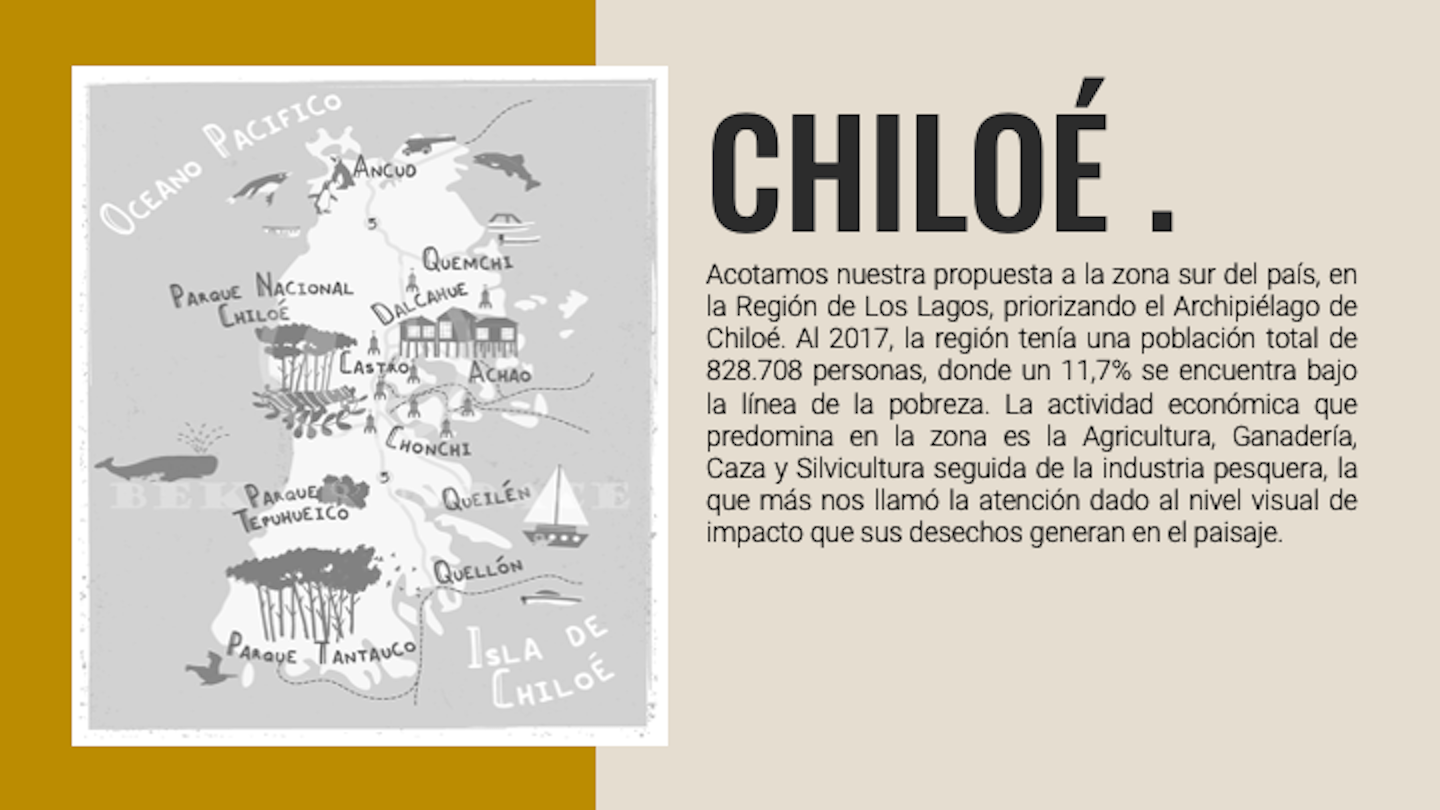 OCEANO PACIFICO
ANCUD
5
QUEMCHI
PARQUE NACIONAL
CHILOÉ
DALCAHUE
CASTRO
ACHAO
CHONCHI
5
PARQUE
TEPUHUEICO
QUEILÉN
QUELLÓN
PARQUE TANTAUCO
ISLA DE
CHILOÉ
CHILOÉ .
Acotamos nuestra propuesta a la zona sur del país, en
la Región de Los Lagos, priorizando el Archipiélago de
Chiloé. Al 2017, la región tenía una población total de
828.708 personas, donde un 11,7% se encuentra bajo
la línea de la pobreza. La actividad económica que
predomina en la zona es la Agricultura, Ganadería,
Caza y Silvicultura seguida de la industria pesquera, la
que más nos llamó la atención dado al nivel visual de
impacto que sus desechos generan en el paisaje.